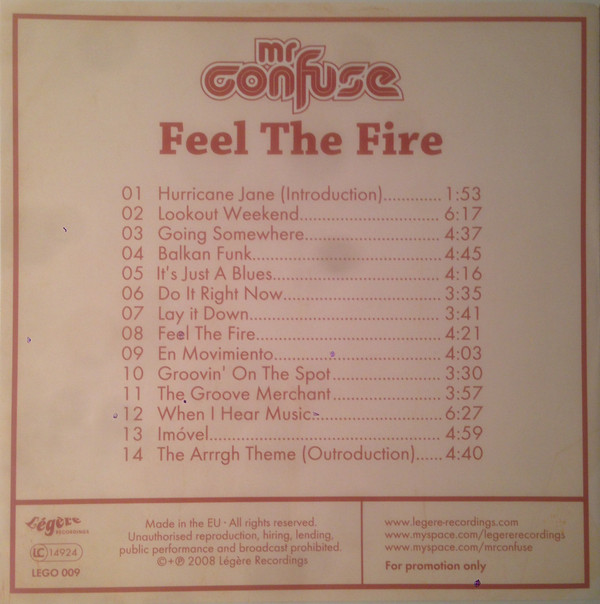 mr confuse
Feel The Fire
01 Hurricane Jane (Introduction)............. 1:53
02 Lookout Weekend................................ 6:17
03 Going Somewhere............................... 4:37
04 Balkan Funk.......................................... 4:45
05 It's Just A Blues..................................... 4:16
06 Do It Right Now.................................... 3:35
07 Lay it Down.......................................... 3:41
08 Feel The Fire......................................... 4:21
09 En Movimiento..................................... 4:03
10 Groovin' On The Spot......................... 3:30
11 The Groove Merchant......................... 3:57
12 When I Hear Music............................. 6:27
13 Imóvel.................................................. 4:59
14 The Arrrgh Theme (Outroduction)...... 4:40
Légère
RECORDINGS
LC 14924
LEGO 009
Made in the EU · All rights reserved.
Unauthorised reproduction, hiring, lending,
public performance and broadcast prohibited.
©+℗ 2008 Légère Recordings
www.legere-recordings.com
www.myspace.com/legererecordings
www.myspace.com/mrconfuse
For promotion only